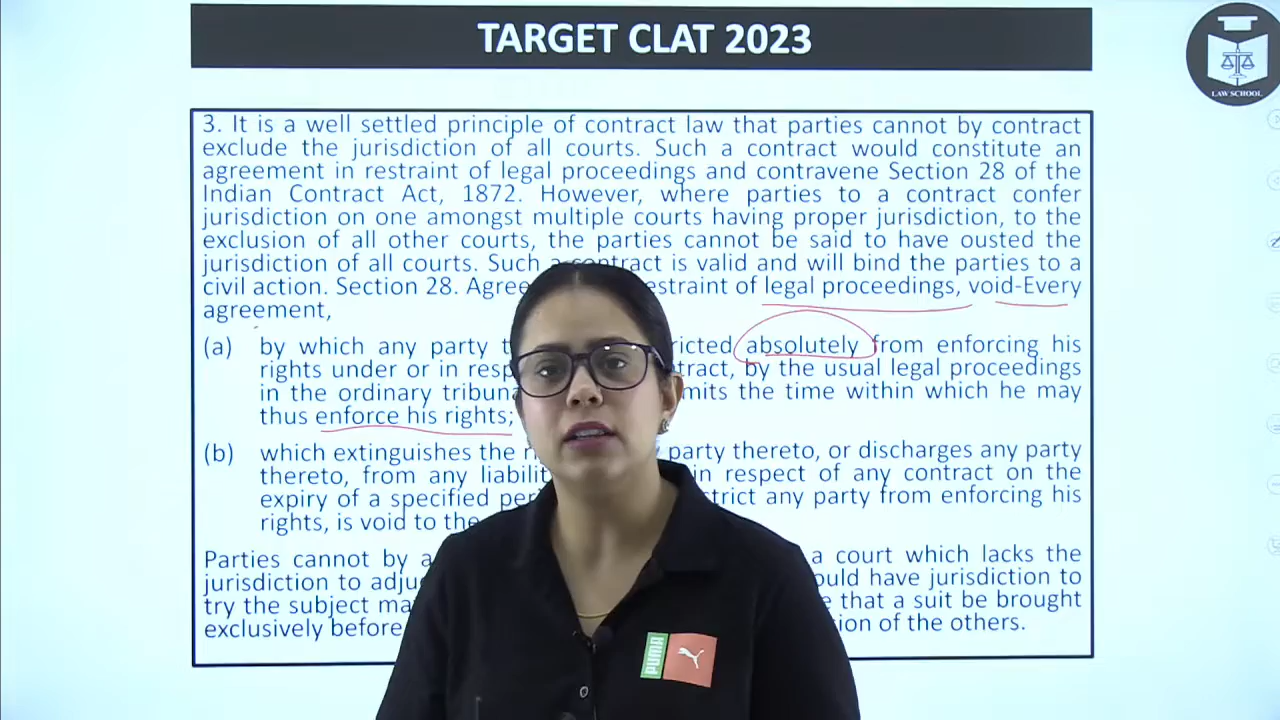 TARGET CLAT 2023
LAW SCHOOL
3. It is a well settled principle of contract law that parties cannot by contract
exclude the jurisdiction of all courts. Such a contract would constitute an
agreement in restraint of legal proceedings and contravene Section 28 of the
Indian Contract Act, 1872. However, where parties to a contract confer
jurisdiction on one amongst multiple courts having proper jurisdiction, to the
exclusion of all other courts, the parties cannot be said to have ousted the
jurisdiction of all courts. Such a contract is valid and will bind the parties to a
civil action. Section 28. Agree estraint of legal proceedings, void-Every
agreement,
(a) by which any party t ricted absolutely from enforcing his
rights under or in resp tract, by the usual legal proceedings
in the ordinary tribuna mits the time within which he may
thus enforce his rights;
(b) which extinguishes the r party thereto, or discharges any party
thereto, from any liabilit in respect of any contract on the
expiry of a specified per strict any party from enforcing his
rights, is void to the
Parties cannot by a a court which lacks the
jurisdiction to adju ould have jurisdiction to
try the subject ma e that a suit be brought
exclusively before ion of the others.
PUMA